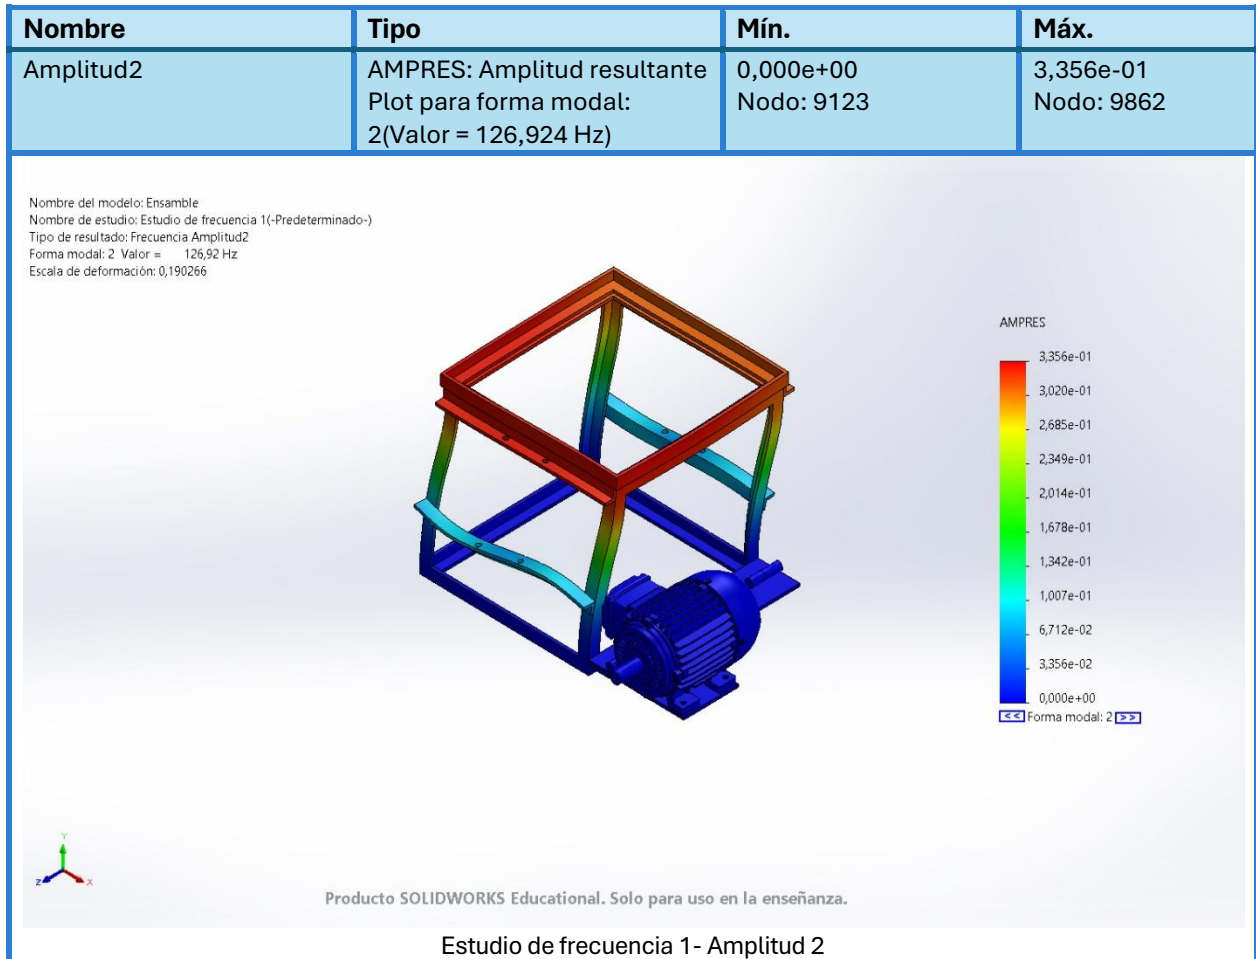 Nombre Tipo Mín. Máx.
Amplitud2 AMPRES: Amplitud resultante 0,000e+00 3,356e-01
Plot para forma modal: Nodo: 9123 Nodo: 9862
2(Valor = 126,924 Hz)
Nombre del modelo: Ensamble
Nombre de estudio: Estudio de frecuencia 1(-Predeterminado-)
Tipo de resultado: Frecuencia Amplitud2
Forma modal: 2 Valor = 126,92 Hz
Escala de deformación: 0,190266
AMPRES
3,356e-01
3,020e-01
2,685e-01
2,349e-01
2,014e-01
1,678e-01
1,342e-01
1,007e-01
6,712e-02
3,356e-02
0,000e+00
<< Forma modal: 2 >>
Y
Z X
Producto SOLIDWORKS Educational. Solo para uso en la enseñanza.
Estudio de frecuencia 1- Amplitud 2